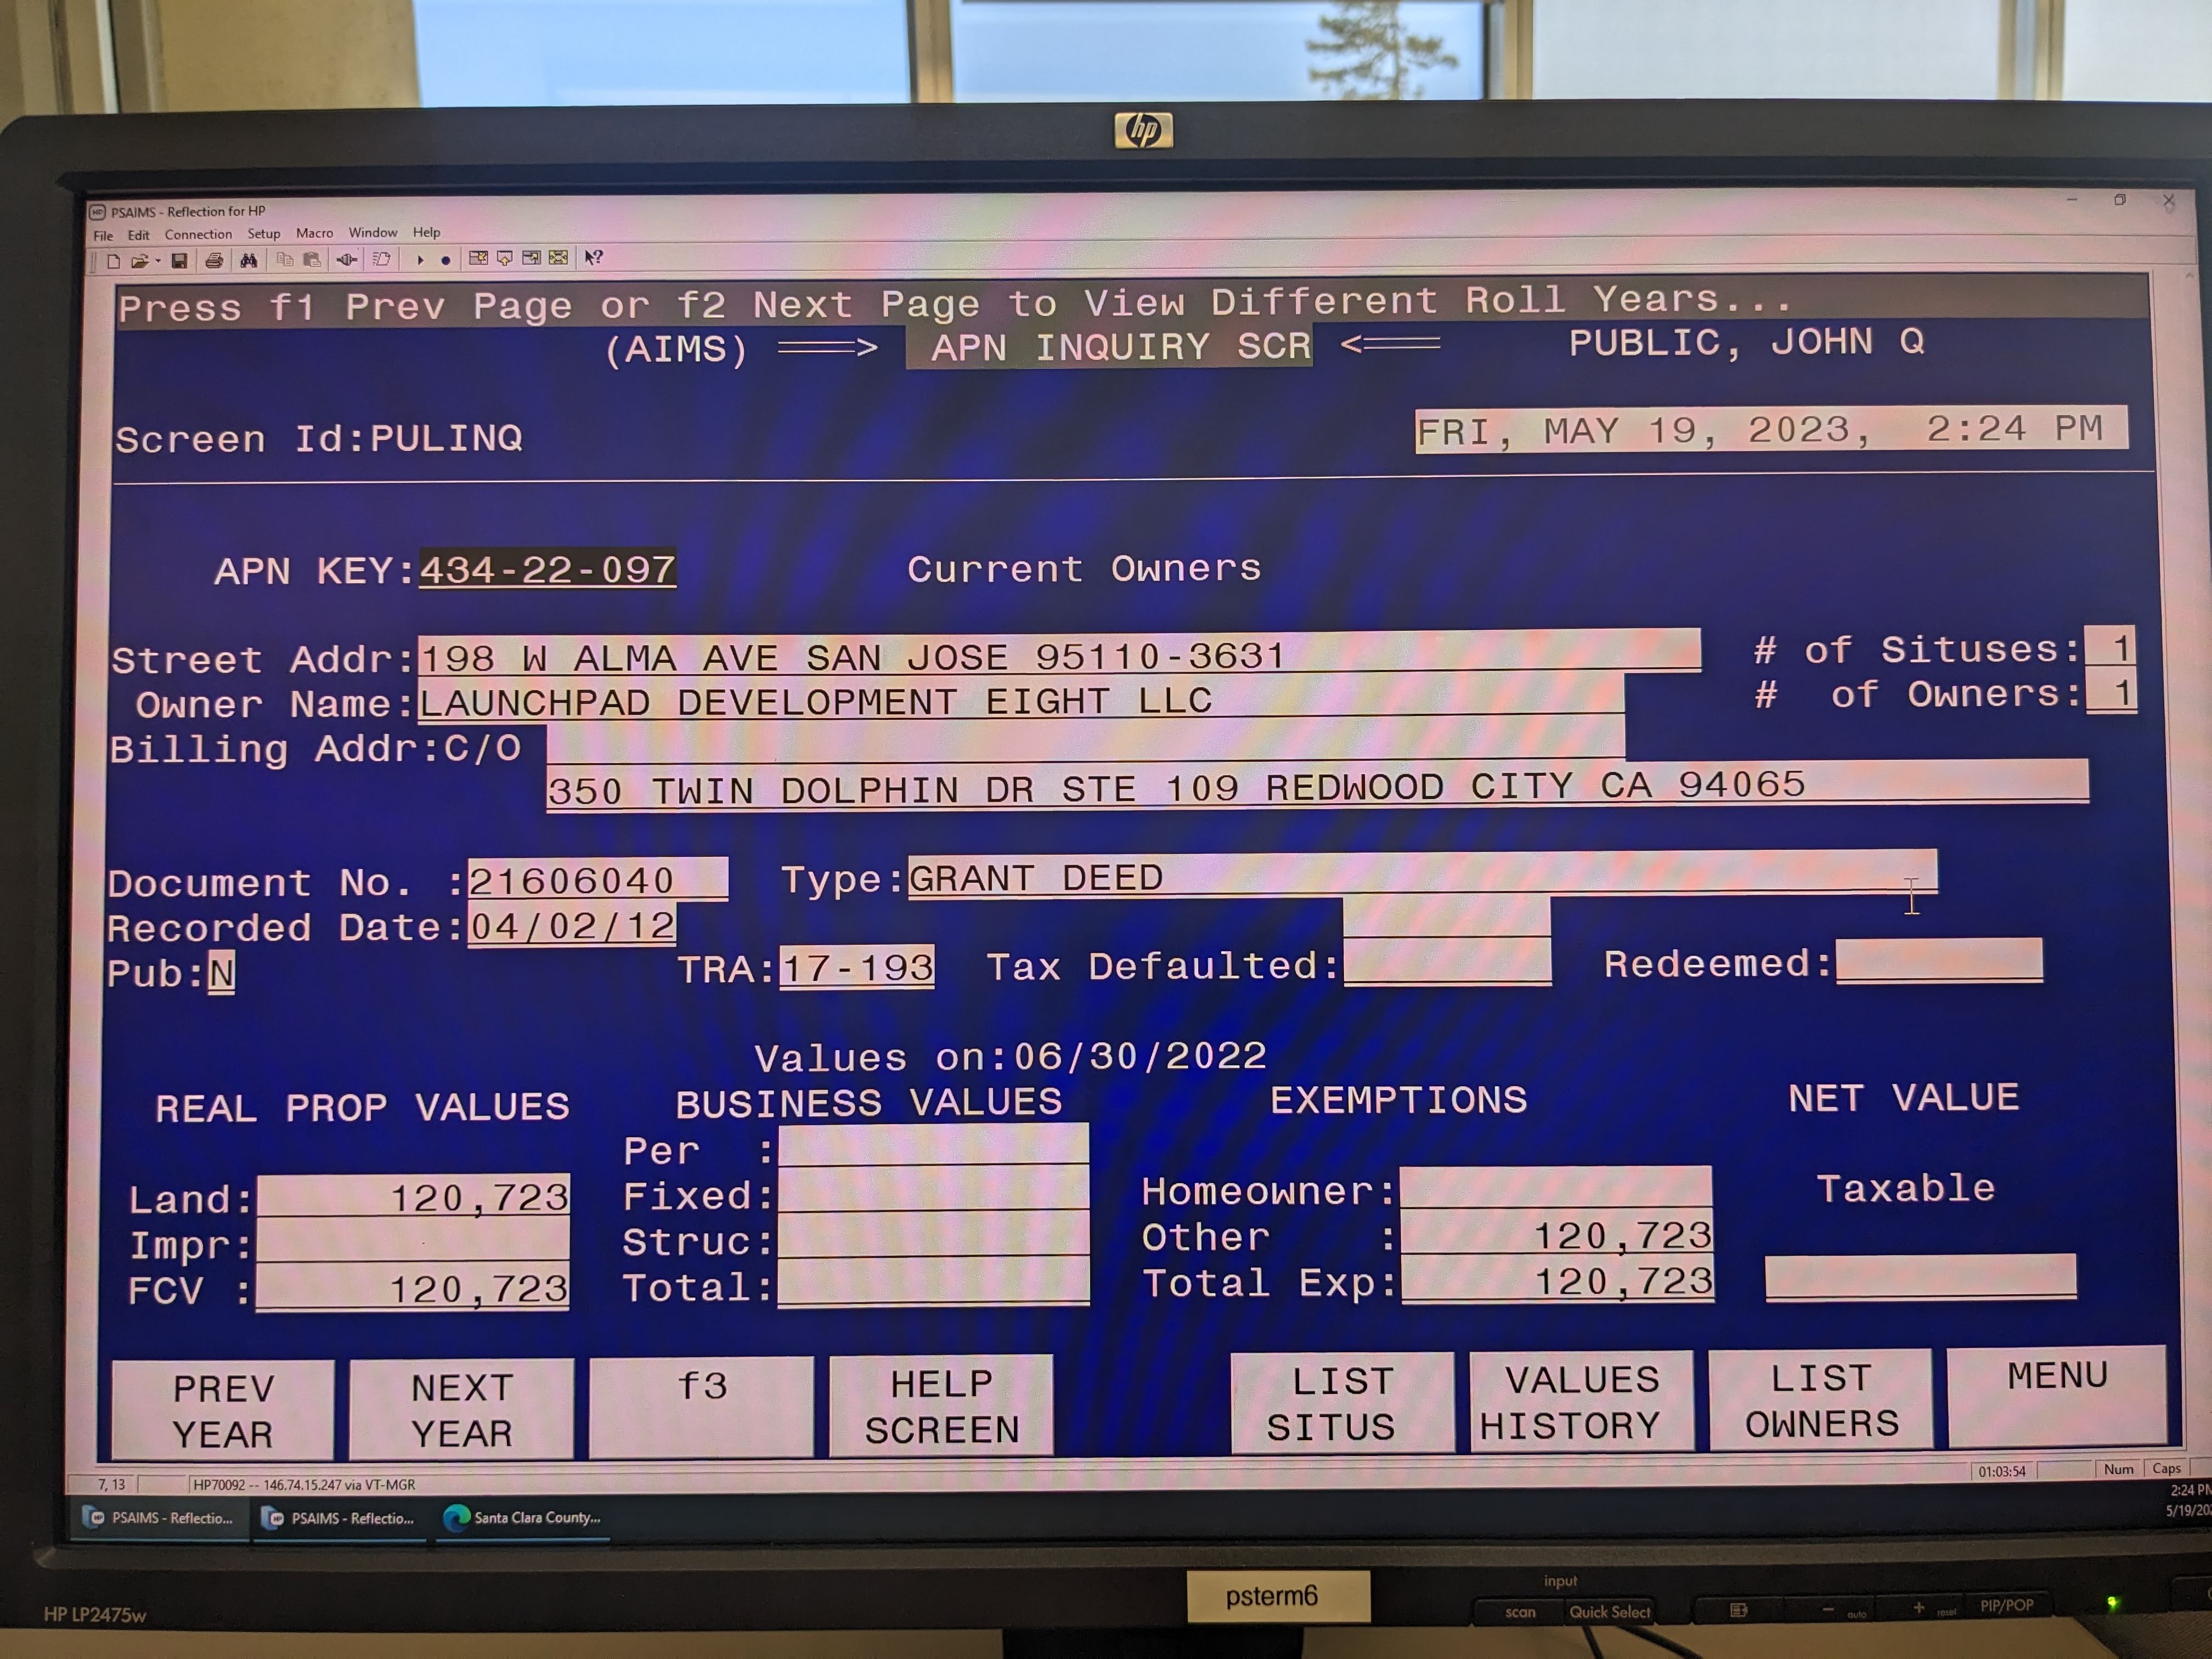 hp
PSAIMS - Reflection for HP
File Edit Connection Setup Macro Window Help
Press f1 Prev Page or f2 Next Page to View Different Roll Years...
(AIMS) ==> APN INQUIRY SCR <== PUBLIC, JOHN Q
Screen Id:PULINQ FRI, MAY 19, 2023, 2:24 PM
APN KEY:434-22-097 Current Owners
Street Addr:198 W ALMA AVE SAN JOSE 95110-3631 # of Situses: 1
Owner Name:LAUNCHPAD DEVELOPMENT EIGHT LLC # of Owners: 1
Billing Addr:C/O
350 TWIN DOLPHIN DR STE 109 REDWOOD CITY CA 94065
Document No. :21606040 Type:GRANT DEED
Recorded Date:04/02/12
Pub:N TRA:17-193 Tax Defaulted: Redeemed:
Values on:06/30/2022
REAL PROP VALUES BUSINESS VALUES EXEMPTIONS NET VALUE
Per :
Land: 120,723 Fixed: Homeowner: Taxable
Impr: Struc: Other : 120,723
FCV : 120,723 Total: Total Exp: 120,723
PREV YEAR NEXT YEAR f3 HELP SCREEN LIST SITUS VALUES HISTORY LIST OWNERS MENU
7, 13 HP70092 -- 146.74.15.247 via VT-MGR 01:03:54 Num Caps
PSAIMS - Reflectio... PSAIMS - Reflectio... Santa Clara County... 2:24 PM
5/19/202
HP LP2475w
psterm6
input
scan Quick Select − auto + reset PIP/POP